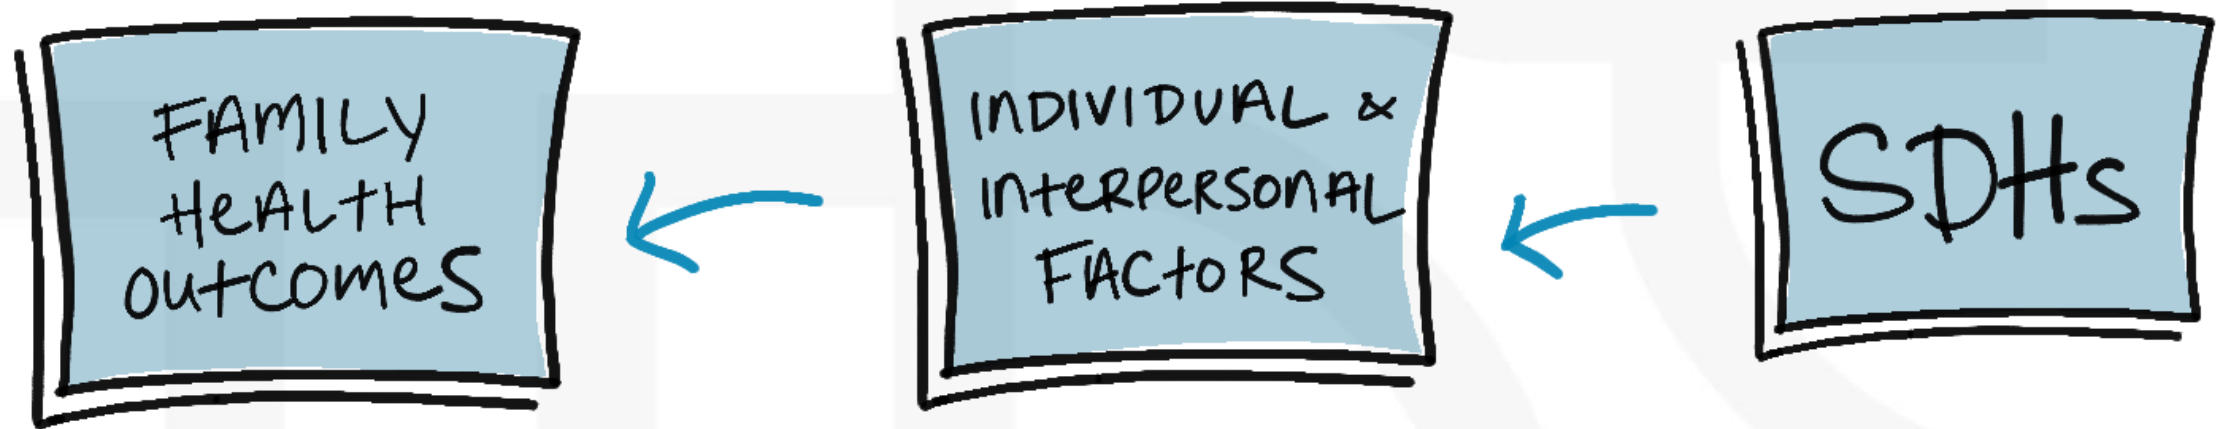 FAMILY
HEALTH
OUTCOMES
INDIVIDUAL &
INTERPERSONAL
FACTORS
SDHs